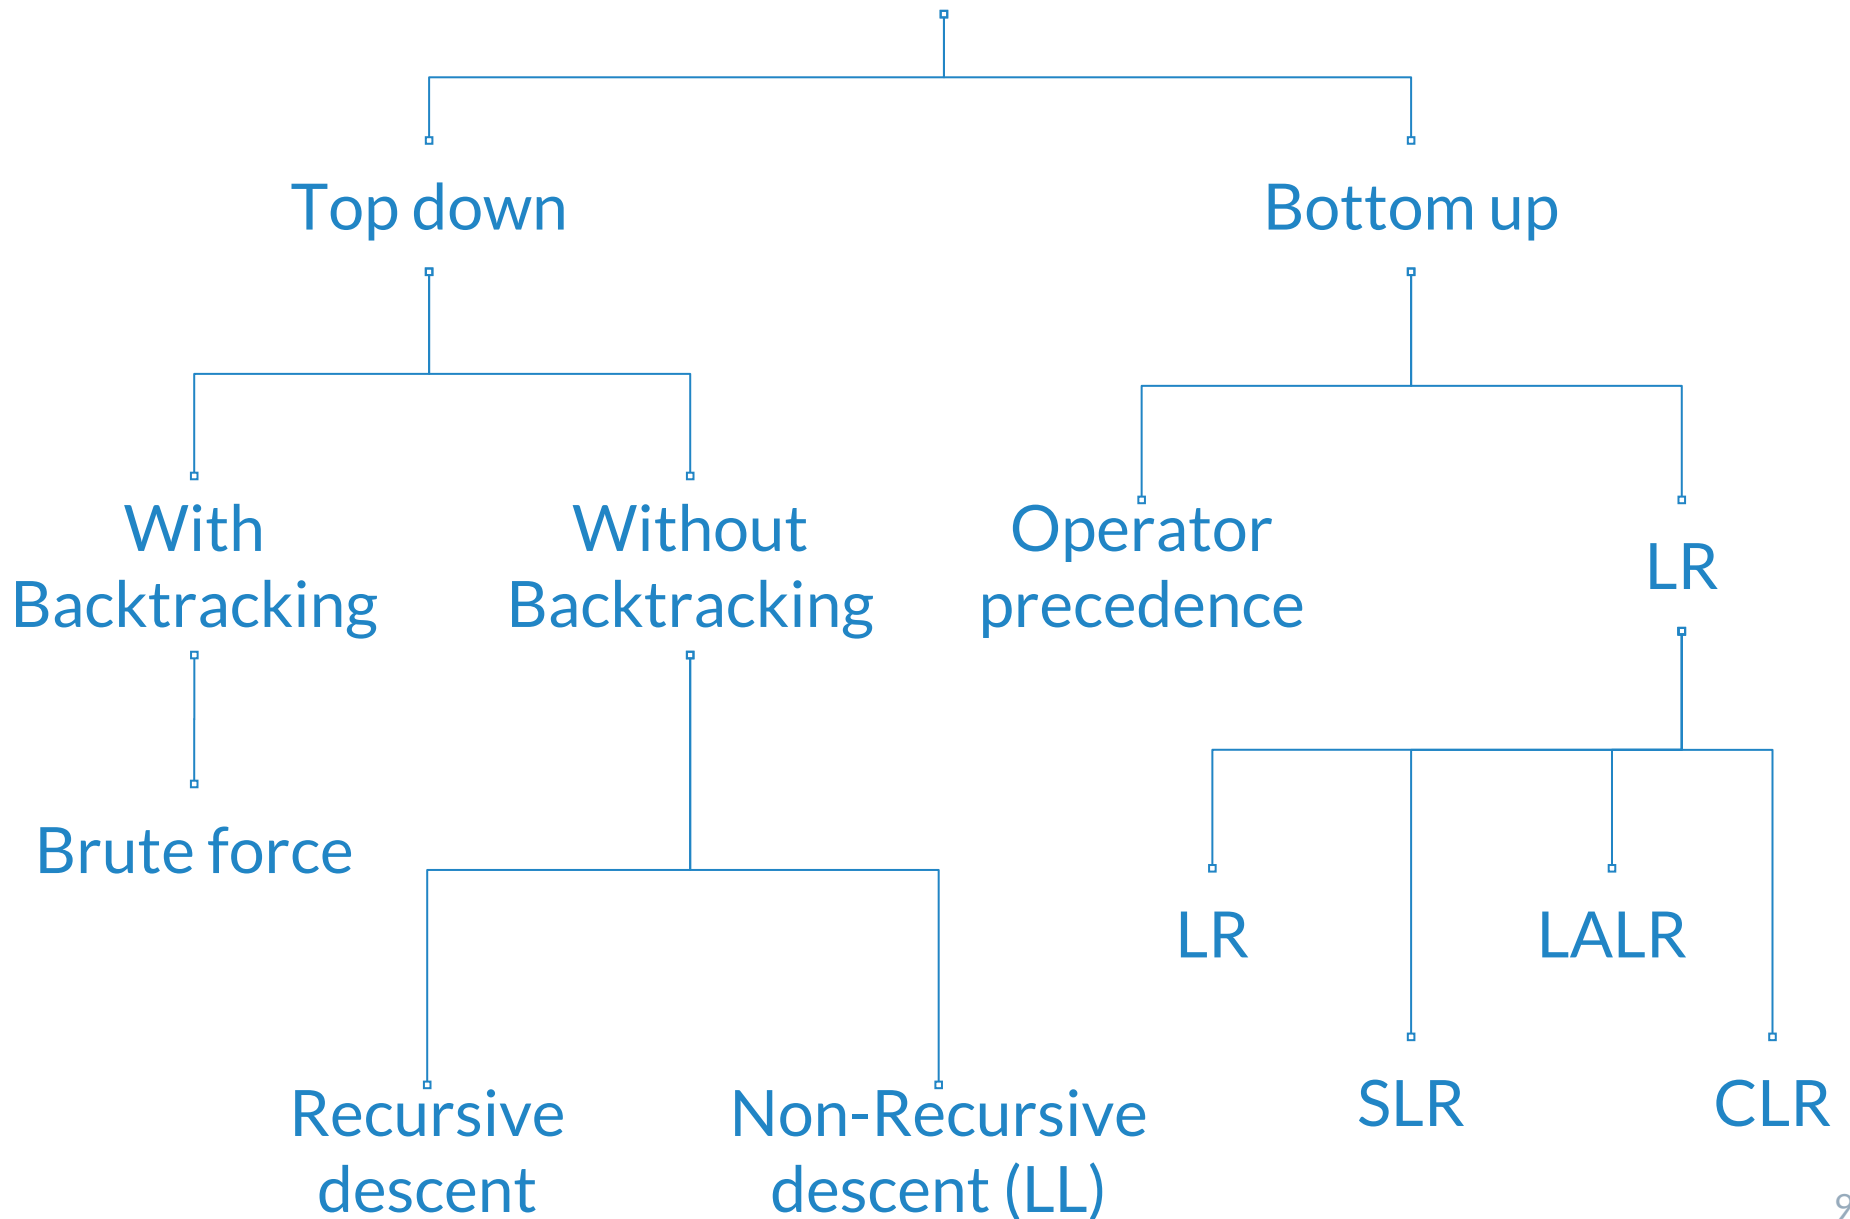 Top down
Bottom up
With
Backtracking
Without
Backtracking
Operator
precedence
LR
Brute force
LR
LALR
SLR
CLR
Recursive
descent
Non-Recursive
descent (LL)
9